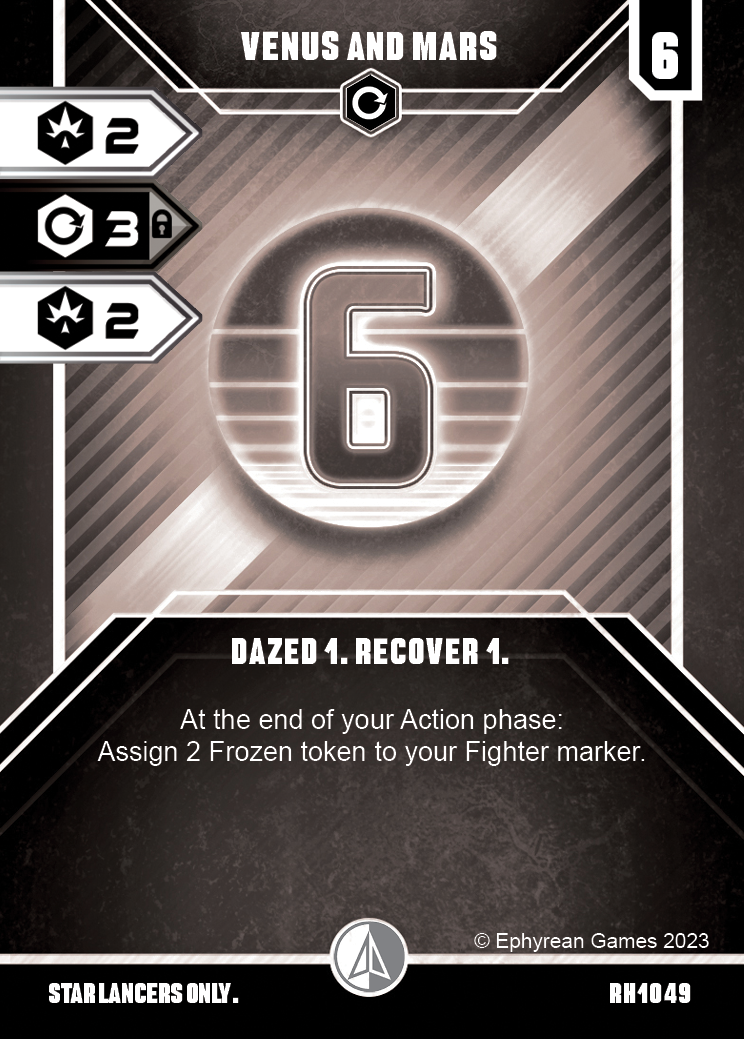 VENUS AND MARS
6
2
3
2
6
DAZED 1. RECOVER 1.
At the end of your Action phase:
Assign 2 Frozen token to your Fighter marker.
© Ephyrean Games 2023
STAR LANCERS ONLY.
RH1049